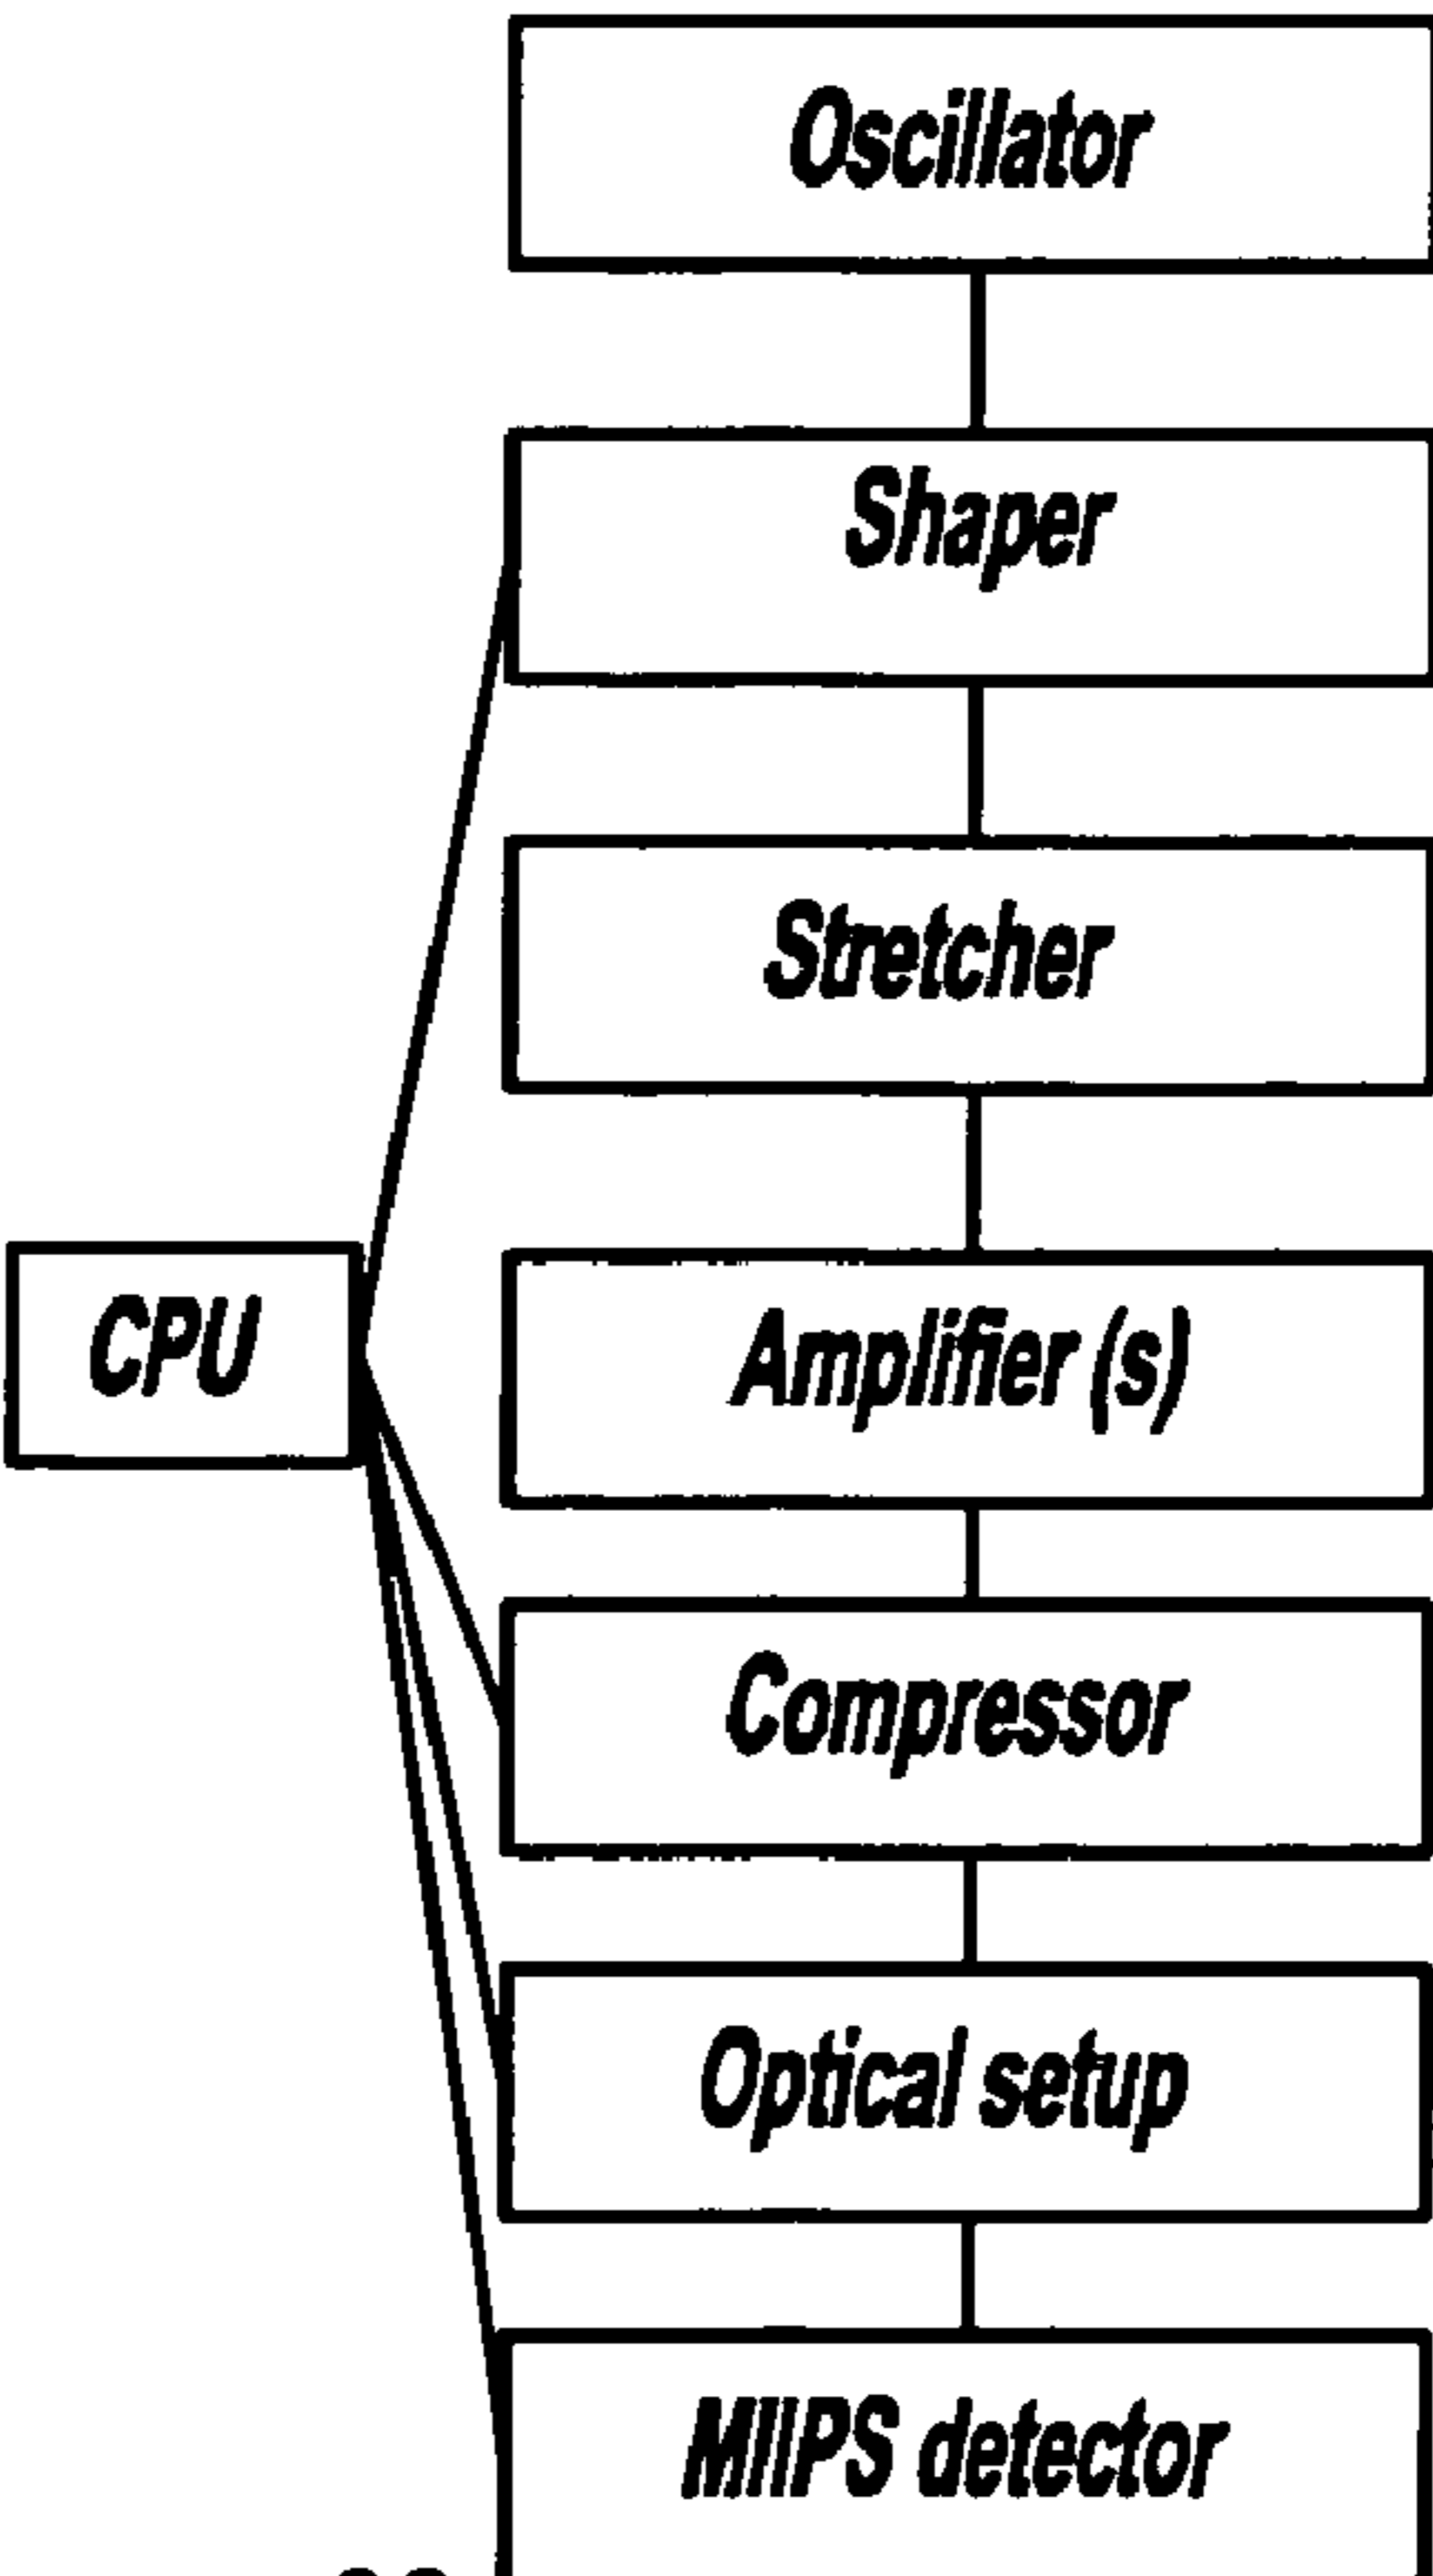 Oscillator
Shaper
Stretcher
CPU
Amplifier (s)
Compressor
Optical setup
MIIPS detector